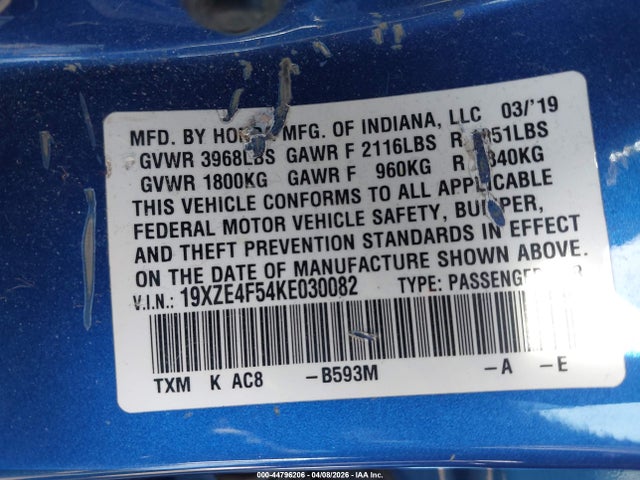 MFD. BY MFG. OF INDIANA, LLC 03/'19
GVWR 3968LBS GAWR F 2116LBS R
GVWR 1800KG GAWR F 960KG R
THIS VEHICLE CONFORMS TO ALL APPLICABLE
FEDERAL MOTOR VEHICLE SAFETY, BUMPER,
AND THEFT PREVENTION STANDARDS IN EFFECT
ON THE DATE OF MANUFACTURE SHOWN ABOVE.
V.I.N.: 19XZE4F54KE030082 TYPE: PASSENGER
TXM K AC8 -B593M -A -E
000-44796206 - 04/08/2026 - IAA Inc.